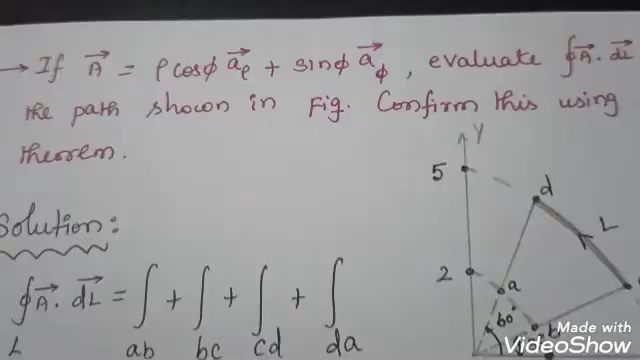 → If A⃗ = ρcosφ a⃗ρ + sinφ a⃗φ, evaluate ∮A⃗. dL⃗
the path shown in Fig. Confirm this using
theorem.
Solution:
∮A⃗. dL⃗ = ∫ + ∫ + ∫ + ∫
L ab bc cd da
Y
5
d
L
2
a
60°
b
Made with
VideoShow